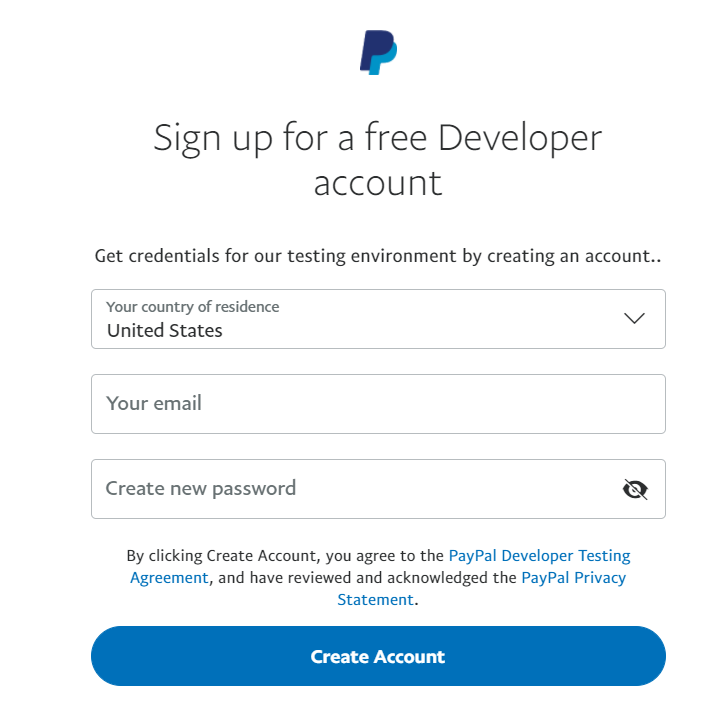 Sign up for a free Developer
account
Get credentials for our testing environment by creating an account..
Your country of residence
United States
Your email
Create new password
By clicking Create Account, you agree to the PayPal Developer Testing
Agreement, and have reviewed and acknowledged the PayPal Privacy
Statement.
Create Account